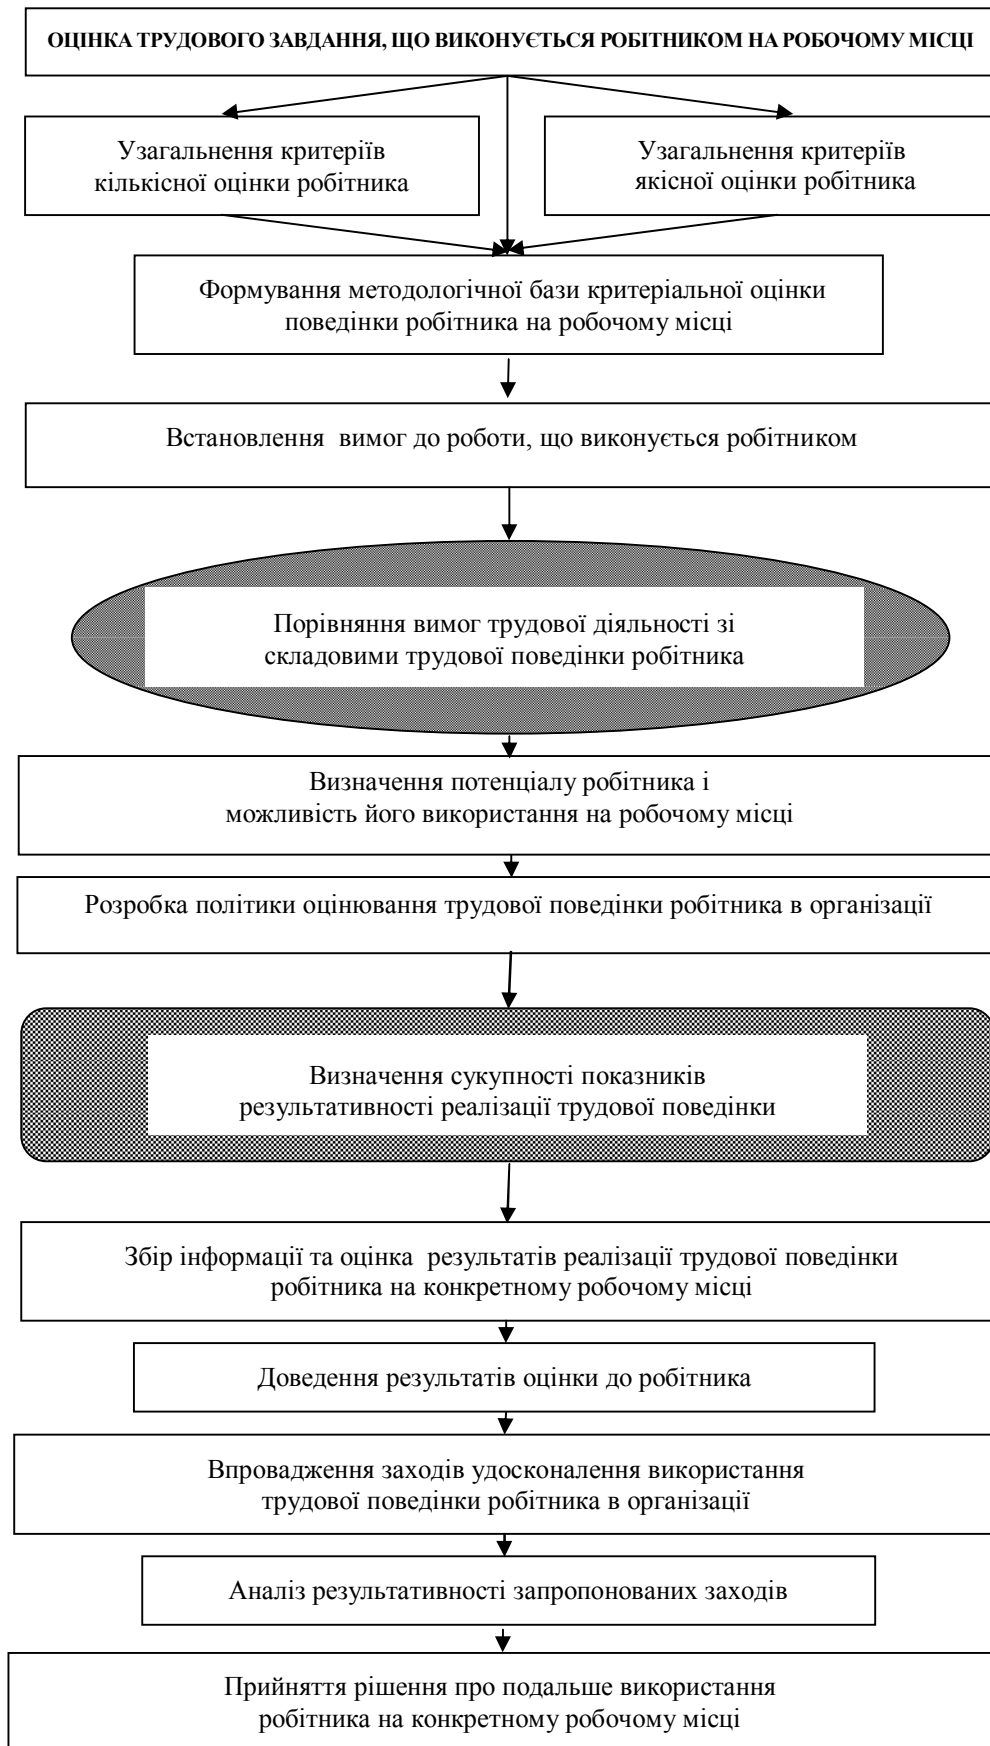 ОЦІНКА ТРУДОВОГО ЗАВДАННЯ, ЩО ВИКОНУЄТЬСЯ РОБІТНИКОМ НА РОБОЧОМУ МІСЦІ
Узагальнення критеріїв
кількісної оцінки робітника
Узагальнення критеріїв
якісної оцінки робітника
Формування методологічної бази критеріальної оцінки
поведінки робітника на робочому місці
Встановлення вимог до роботи, що виконується робітником
Порівняння вимог трудової діяльності зі
складовими трудової поведінки робітника
Визначення потенціалу робітника і
можливість його використання на робочому місці
Розробка політики оцінювання трудової поведінки робітника в організації
Визначення сукупності показників
результативності реалізації трудової поведінки
Збір інформації та оцінка результатів реалізації трудової поведінки
робітника на конкретному робочому місці
Доведення результатів оцінки до робітника
Впровадження заходів удосконалення використання
трудової поведінки робітника в організації
Аналіз результативності запропонованих заходів
Прийняття рішення про подальше використання
робітника на конкретному робочому місці